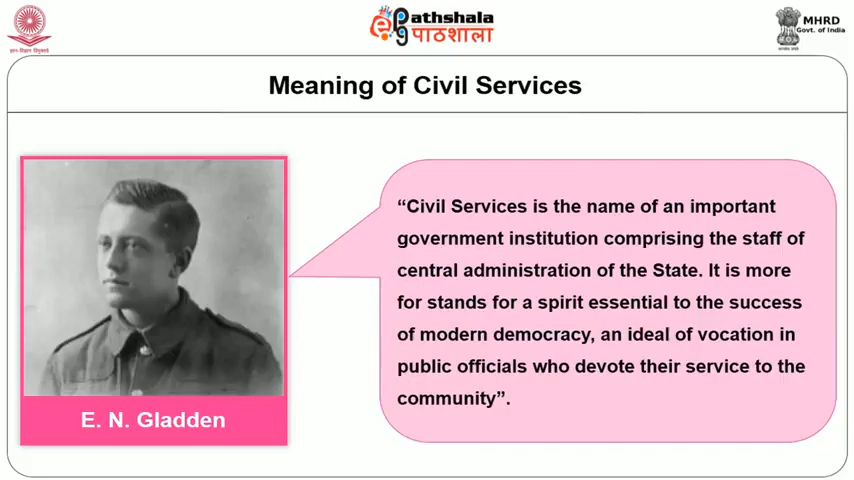 ePathshala
पाठशाला
MHRD
Govt. of India
Meaning of Civil Services
“Civil Services is the name of an important
government institution comprising the staff of
central administration of the State. It is more
for stands for a spirit essential to the success
of modern democracy, an ideal of vocation in
public officials who devote their service to the
community”.
E. N. Gladden